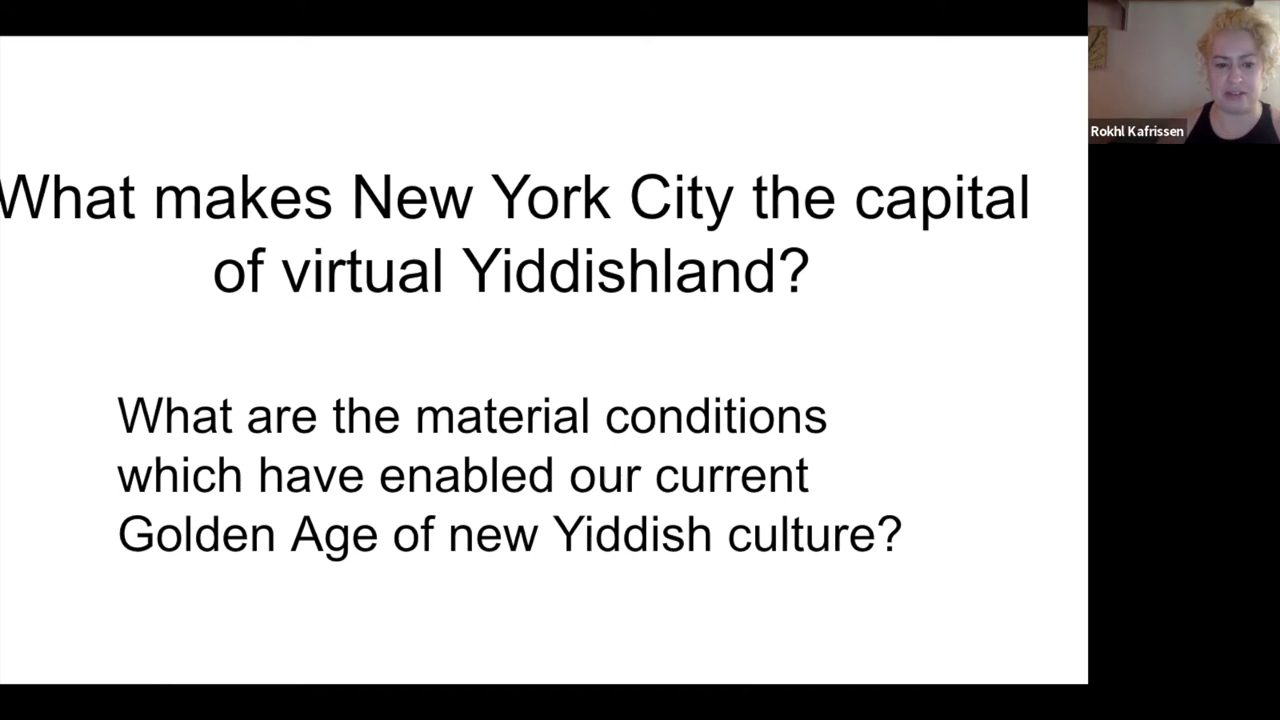 What makes New York City the capital
of virtual Yiddishland?
What are the material conditions
which have enabled our current
Golden Age of new Yiddish culture?
Rokhl Kafrissen